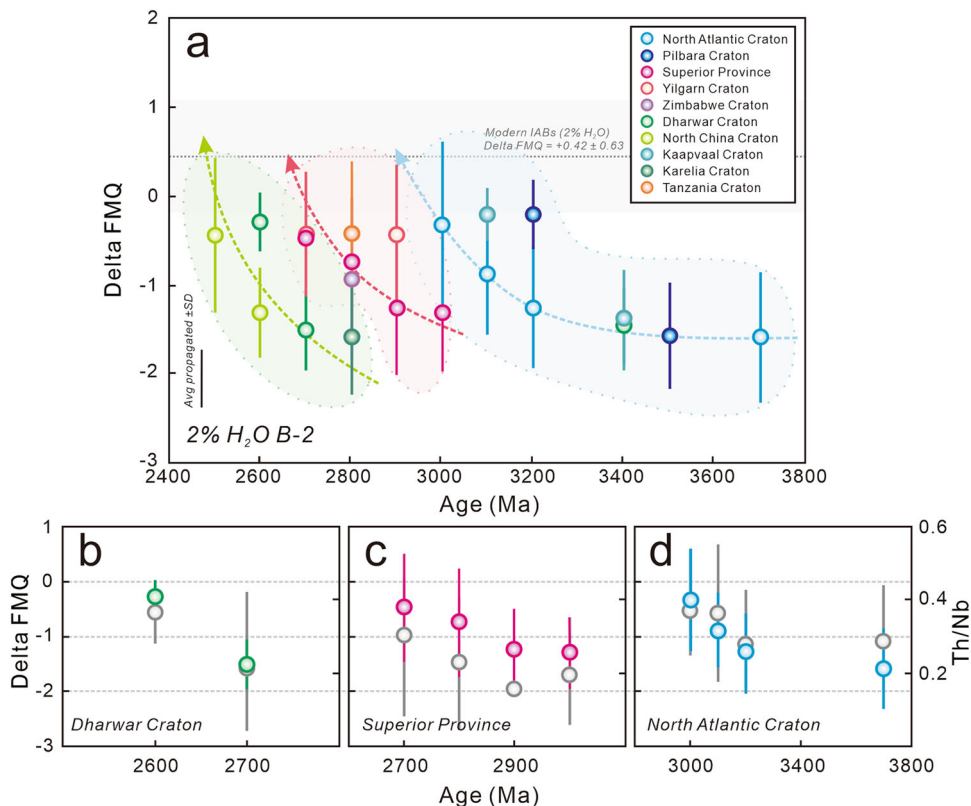 a
North Atlantic Craton
Pilbara Craton
Superior Province
Yilgarn Craton
Zimbabwe Craton
Dharwar Craton
North China Craton
Kaapvaal Craton
Karelia Craton
Tanzania Craton
Modern IABs (2% H₂O)
Delta FMQ = +0.42 ± 0.63
2
1
0
-1
-2
-3
Delta FMQ
Avg propagated ±SD
2% H₂O B-2
2400 2600 2800 3000 3200 3400 3600 3800
Age (Ma)
b
c
d
1
0
-1
-2
-3
Delta FMQ
0.6
0.4
0.2
Th/Nb
Dharwar Craton
Superior Province
North Atlantic Craton
2600 2700
2700 2900
3000 3400 3800
Age (Ma)